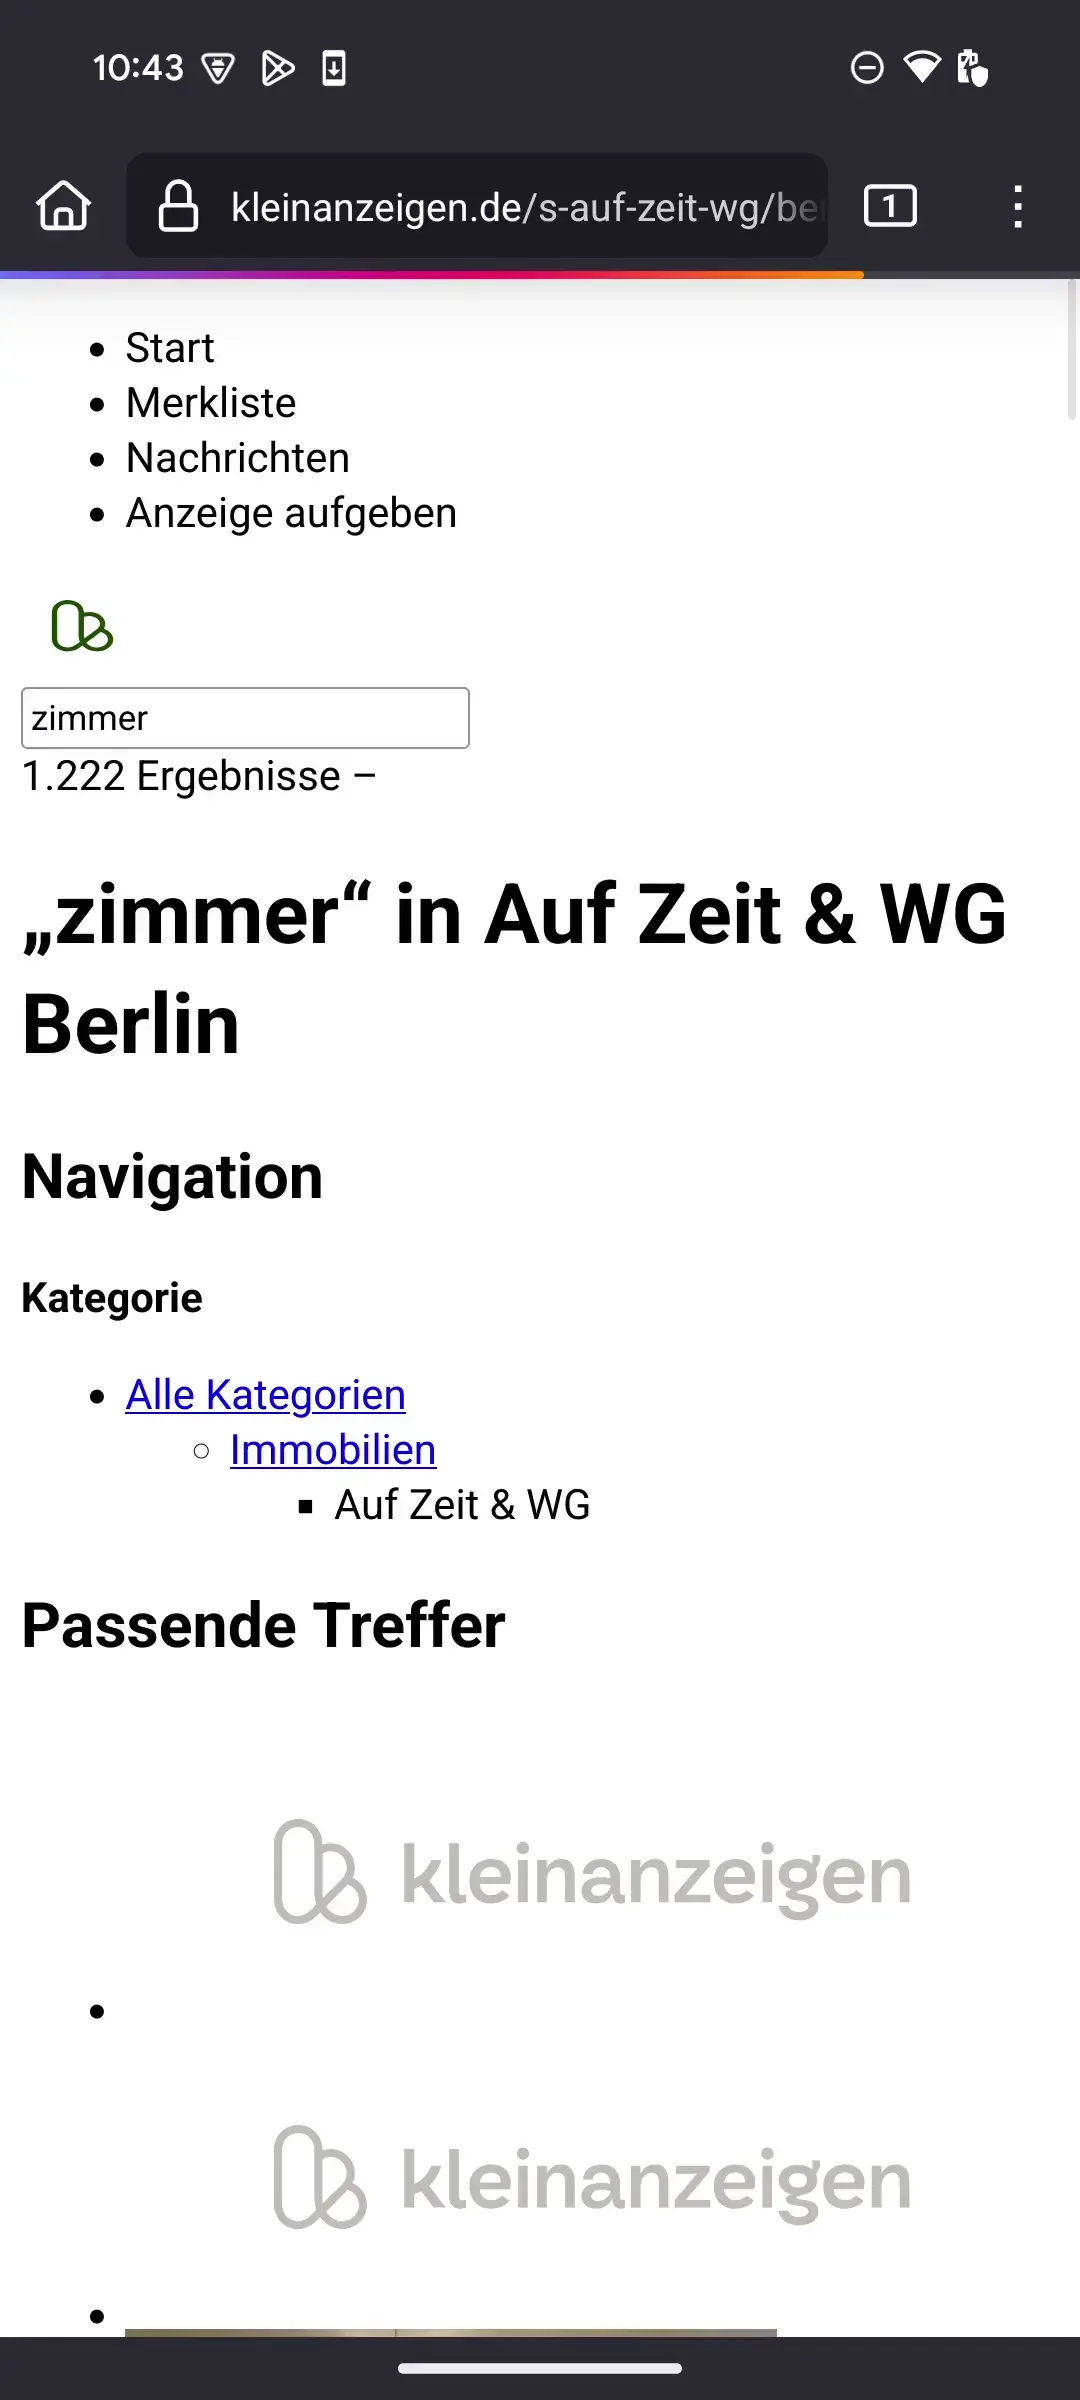 10:43
kleinanzeigen.de/s-auf-zeit-wg/be
1
Start
Merkliste
Nachrichten
Anzeige aufgeben
zimmer
1.222 Ergebnisse –
„zimmer“ in Auf Zeit & WG
Berlin
Navigation
Kategorie
Alle Kategorien
Immobilien
Auf Zeit & WG
Passende Treffer
kleinanzeigen
kleinanzeigen